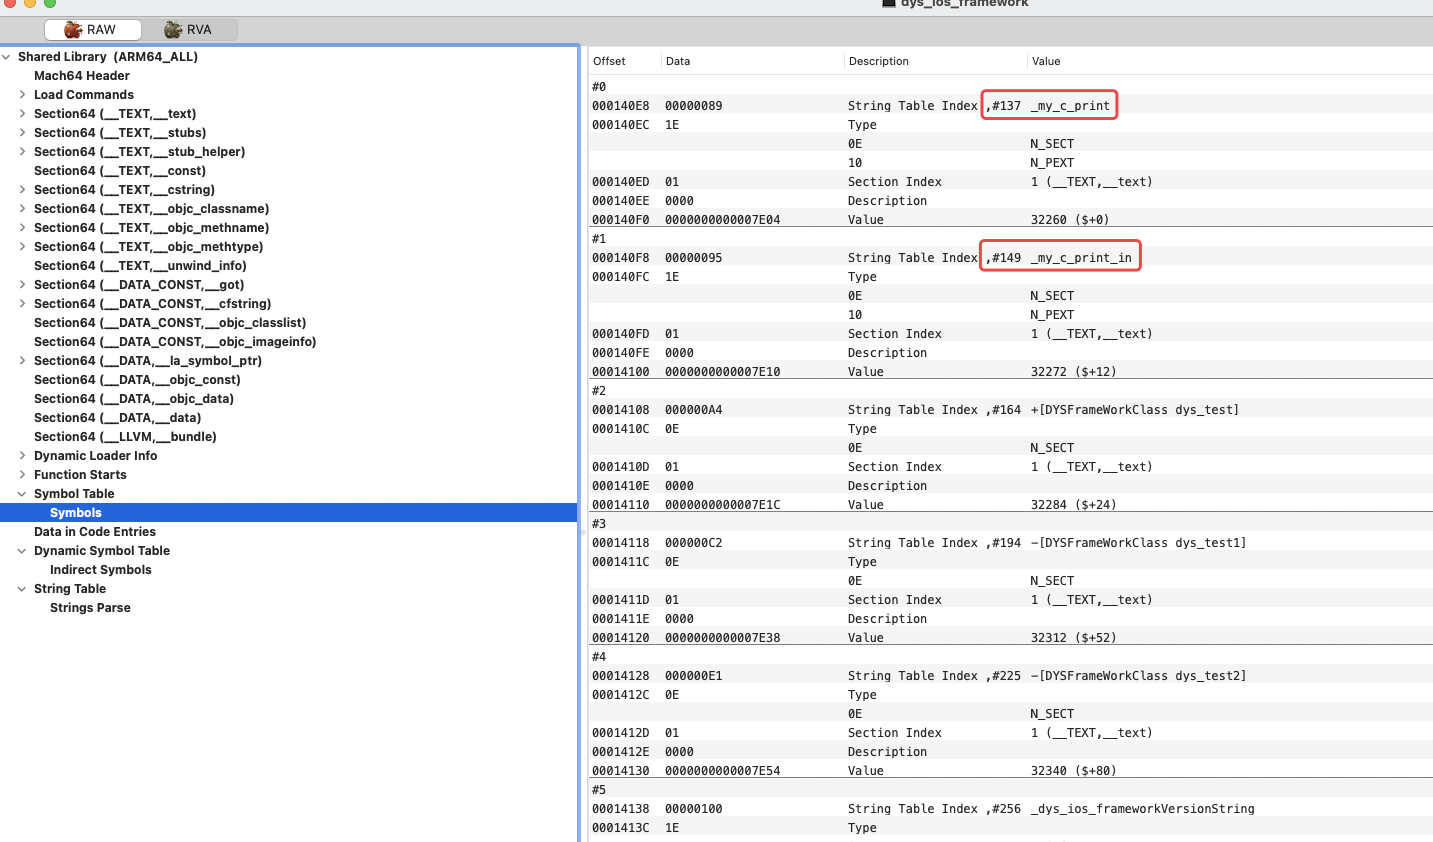 dys_ios_framework
RAW
RVA
Shared Library (ARM64_ALL)
Mach64 Header
Load Commands
Section64 (__TEXT,__text)
Section64 (__TEXT,__stubs)
Section64 (__TEXT,__stub_helper)
Section64 (__TEXT,__const)
Section64 (__TEXT,__cstring)
Section64 (__TEXT,__objc_classname)
Section64 (__TEXT,__objc_methname)
Section64 (__TEXT,__objc_methtype)
Section64 (__TEXT,__unwind_info)
Section64 (__DATA_CONST,__got)
Section64 (__DATA_CONST,__cfstring)
Section64 (__DATA_CONST,__objc_classlist)
Section64 (__DATA_CONST,__objc_imageinfo)
Section64 (__DATA,__la_symbol_ptr)
Section64 (__DATA,__objc_const)
Section64 (__DATA,__objc_data)
Section64 (__DATA,__data)
Section64 (__LLVM,__bundle)
Dynamic Loader Info
Function Starts
Symbol Table
Symbols
Data in Code Entries
Dynamic Symbol Table
Indirect Symbols
String Table
Strings Parse
Offset Data Description Value
#0
000140E8 00000089 String Table Index ,#137 _my_c_print
000140EC 1E Type
0E N_SECT
10 N_PEXT
000140ED 01 Section Index 1 (__TEXT,__text)
000140EE 0000 Description
000140F0 0000000000007E04 Value 32260 ($+0)
#1
000140F8 00000095 String Table Index ,#149 _my_c_print_in
000140FC 1E Type
0E N_SECT
10 N_PEXT
000140FD 01 Section Index 1 (__TEXT,__text)
000140FE 0000 Description
00014100 0000000000007E10 Value 32272 ($+12)
#2
00014108 000000A4 String Table Index ,#164 +[DYSFrameWorkClass dys_test]
0001410C 0E Type
0E N_SECT
0001410D 01 Section Index 1 (__TEXT,__text)
0001410E 0000 Description
00014110 0000000000007E1C Value 32284 ($+24)
#3
00014118 000000C2 String Table Index ,#194 -[DYSFrameWorkClass dys_test1]
0001411C 0E Type
0E N_SECT
0001411D 01 Section Index 1 (__TEXT,__text)
0001411E 0000 Description
00014120 0000000000007E38 Value 32312 ($+52)
#4
00014128 000000E1 String Table Index ,#225 -[DYSFrameWorkClass dys_test2]
0001412C 0E Type
0E N_SECT
0001412D 01 Section Index 1 (__TEXT,__text)
0001412E 0000 Description
00014130 0000000000007E54 Value 32340 ($+80)
#5
00014138 00000100 String Table Index ,#256 _dys_ios_frameworkVersionString
0001413C 1E Type